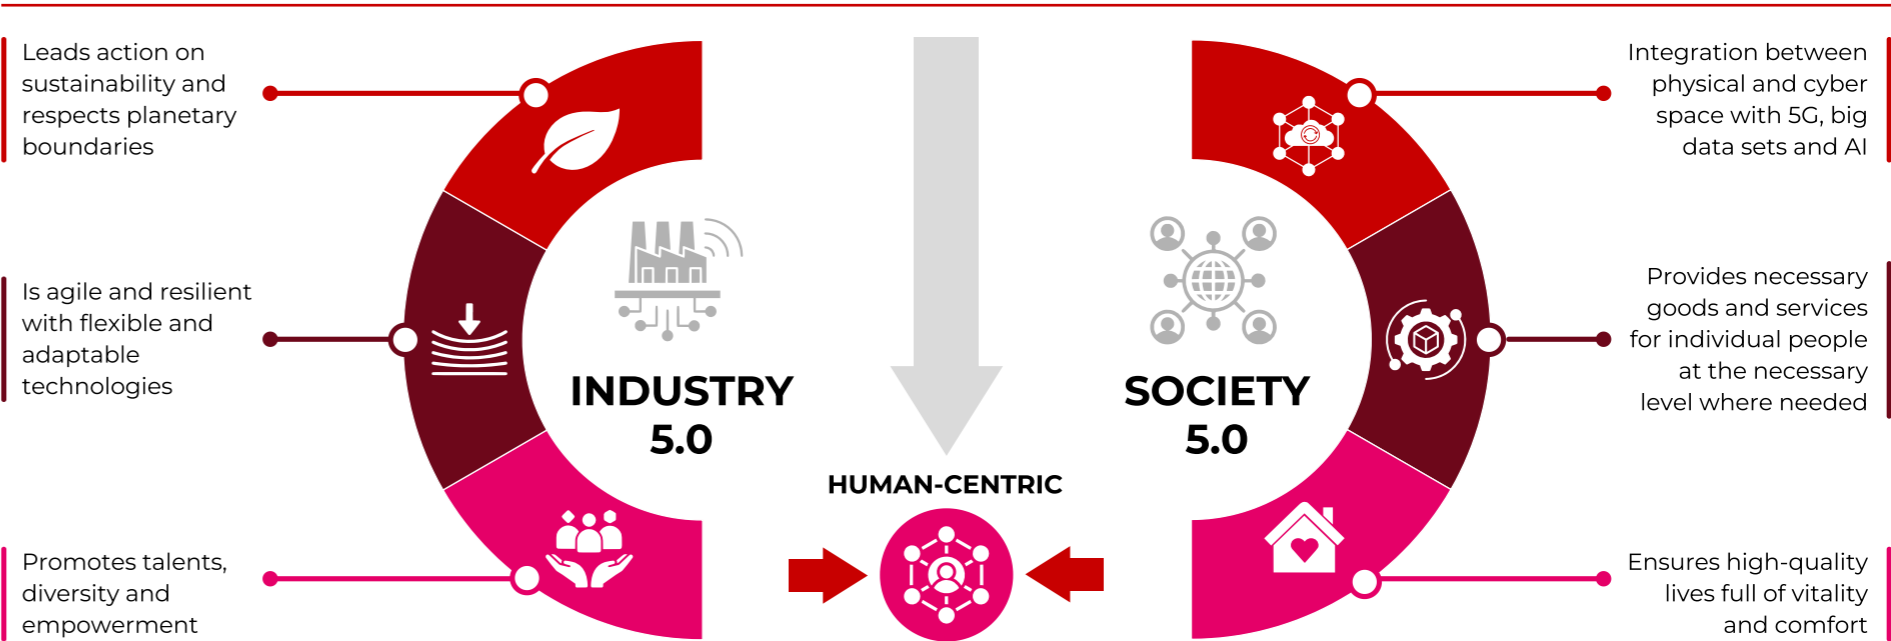 Leads action on
sustainability and
respects planetary
boundaries
Is agile and resilient
with flexible and
adaptable
technologies
Promotes talents,
diversity and
empowerment
INDUSTRY
5.0
HUMAN-CENTRIC
SOCIETY
5.0
Integration between
physical and cyber
space with 5G, big
data sets and AI
Provides necessary
goods and services
for individual people
at the necessary
level where needed
Ensures high-quality
lives full of vitality
and comfort